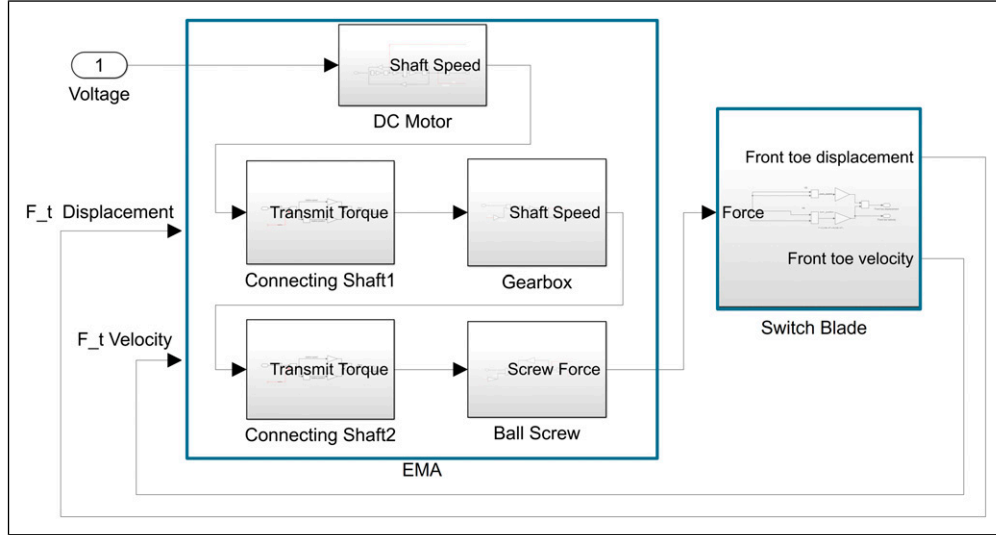 1
Voltage
Shaft Speed
DC Motor
F_t Displacement
Transmit Torque
Connecting Shaft1
Shaft Speed
Gearbox
F_t Velocity
Transmit Torque
Connecting Shaft2
Screw Force
Ball Screw
EMA
Front toe displacement
Force
Front toe velocity
Switch Blade